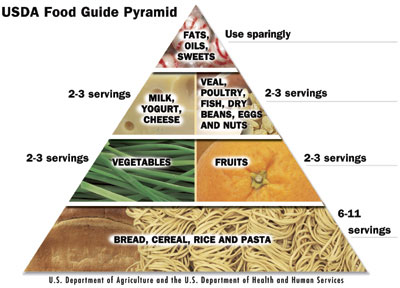 USDA Food Guide Pyramid
FATS,
OILS,
SWEETS
Use sparingly
2-3 servings
MILK,
YOGURT,
CHEESE
VEAL,
POULTRY,
FISH, DRY
BEANS, EGGS
AND NUTS
2-3 servings
2-3 servings
VEGETABLES
FRUITS
2-3 servings
6-11
servings
BREAD, CEREAL, RICE AND PASTA
U.S. Department of Agriculture and the U.S. Department of Health and Human Services